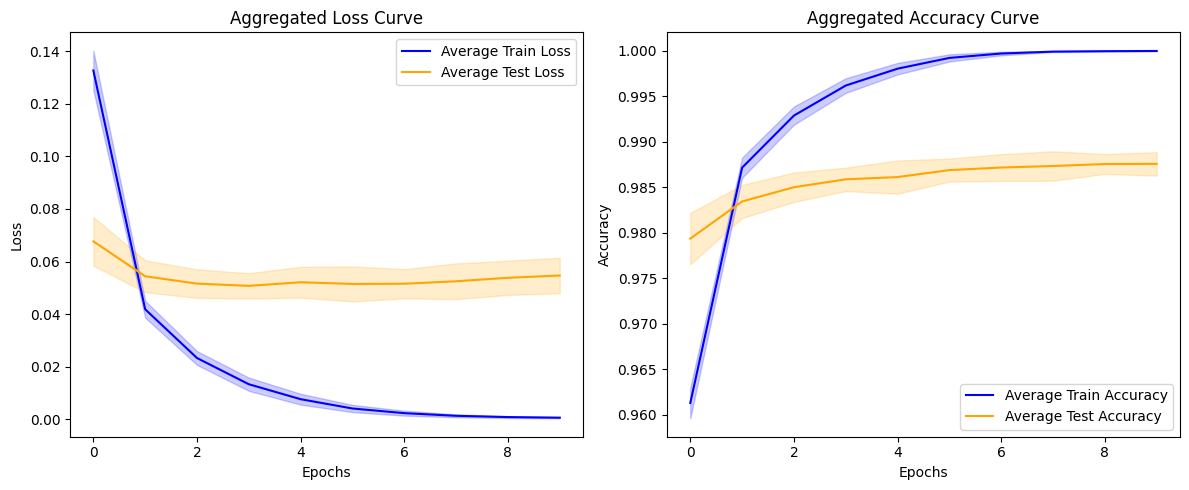 Aggregated Loss Curve
Average Train Loss
Average Test Loss
Loss
0.14
0.12
0.10
0.08
0.06
0.04
0.02
0.00
0 2 4 6 8
Epochs
Aggregated Accuracy Curve
Accuracy
1.000
0.995
0.990
0.985
0.980
0.975
0.970
0.965
0.960
Average Train Accuracy
Average Test Accuracy
0 2 4 6 8
Epochs